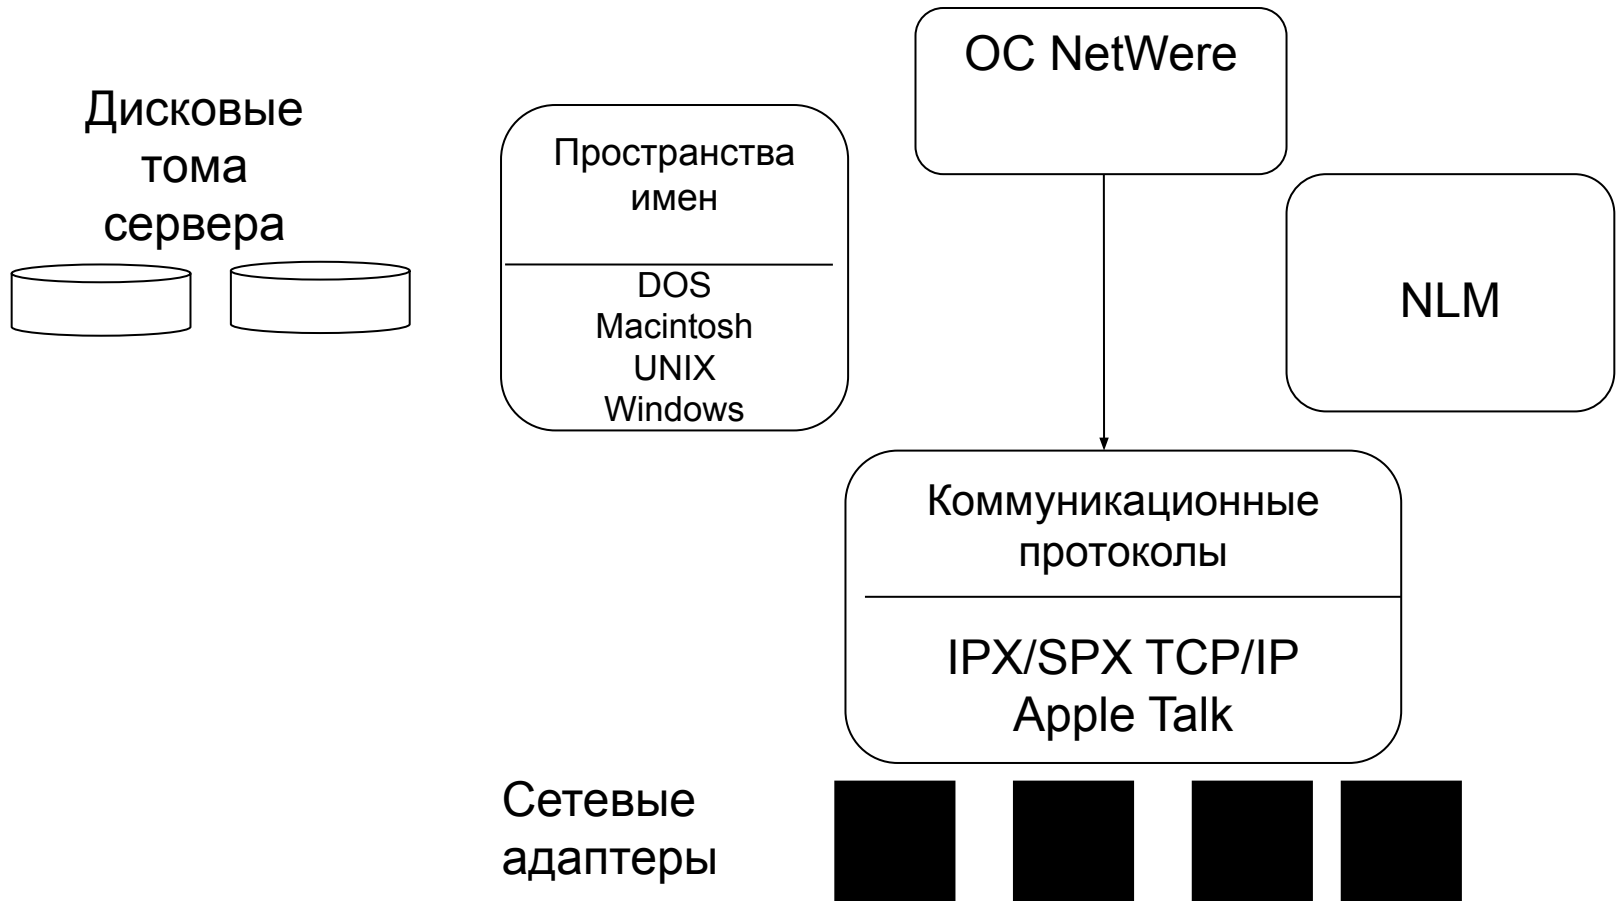 Дисковые
тома
сервера
Пространства
имен
DOS
Macintosh
UNIX
Windows
ОС NetWere
NLM
Коммуникационные
протоколы
IPX/SPX TCP/IP
Apple Talk
Сетевые
адаптеры